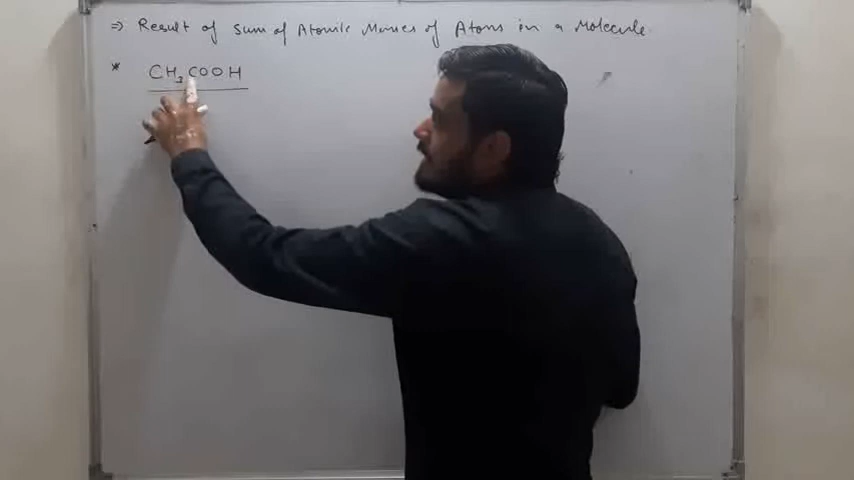 ⇒ Result of Sum of Atomic Masses of Atoms in a Molecule.
* CH₃COOH